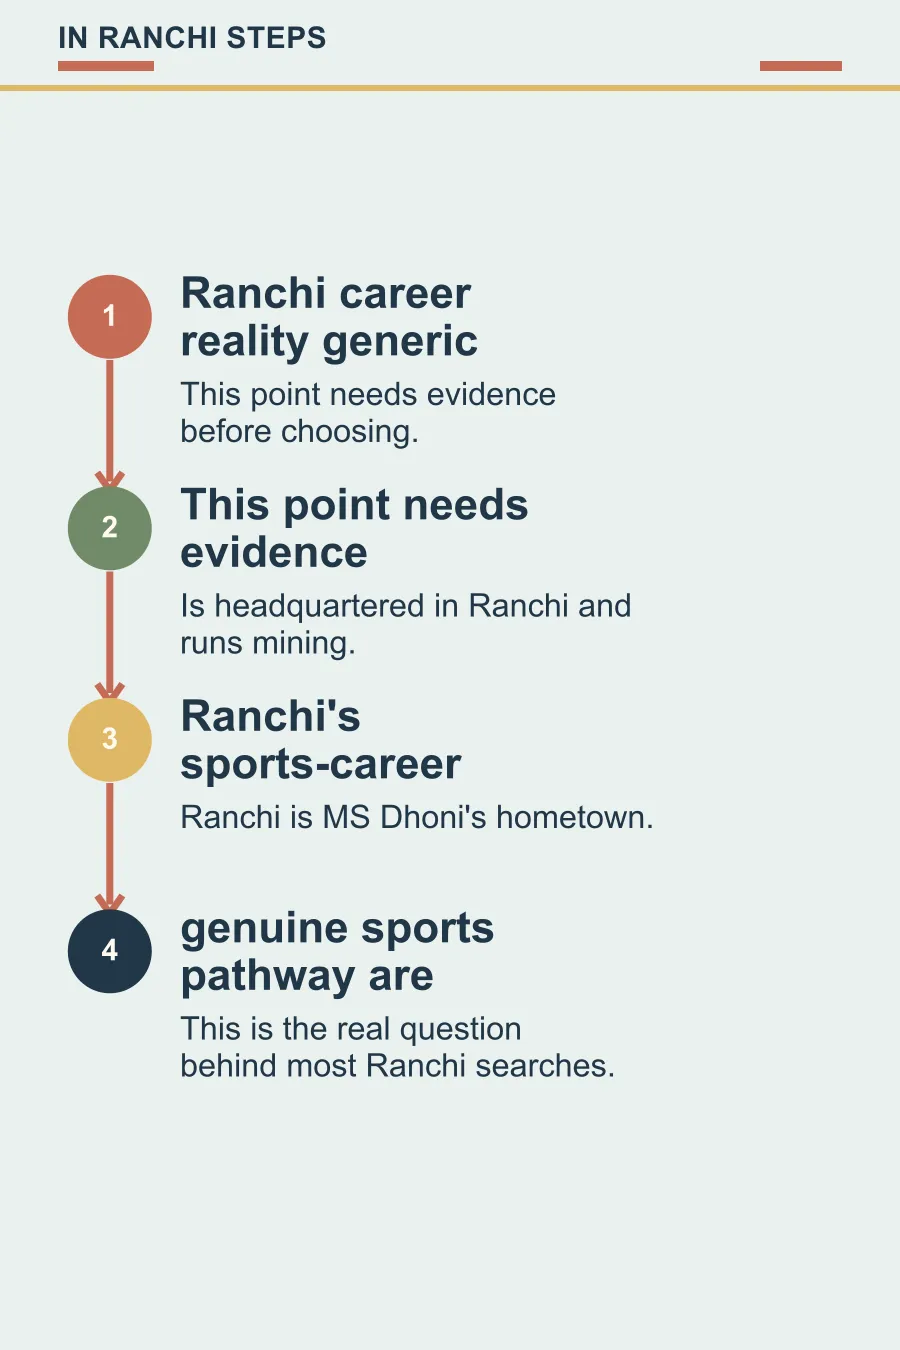 IN RANCHI STEPS
1
Ranchi career
reality generic
This point needs evidence
before choosing.
2
This point needs
evidence
Is headquartered in Ranchi and
runs mining.
3
Ranchi's
sports-career
Ranchi is MS Dhoni's hometown.
4
genuine sports
pathway are
This is the real question
behind most Ranchi searches.